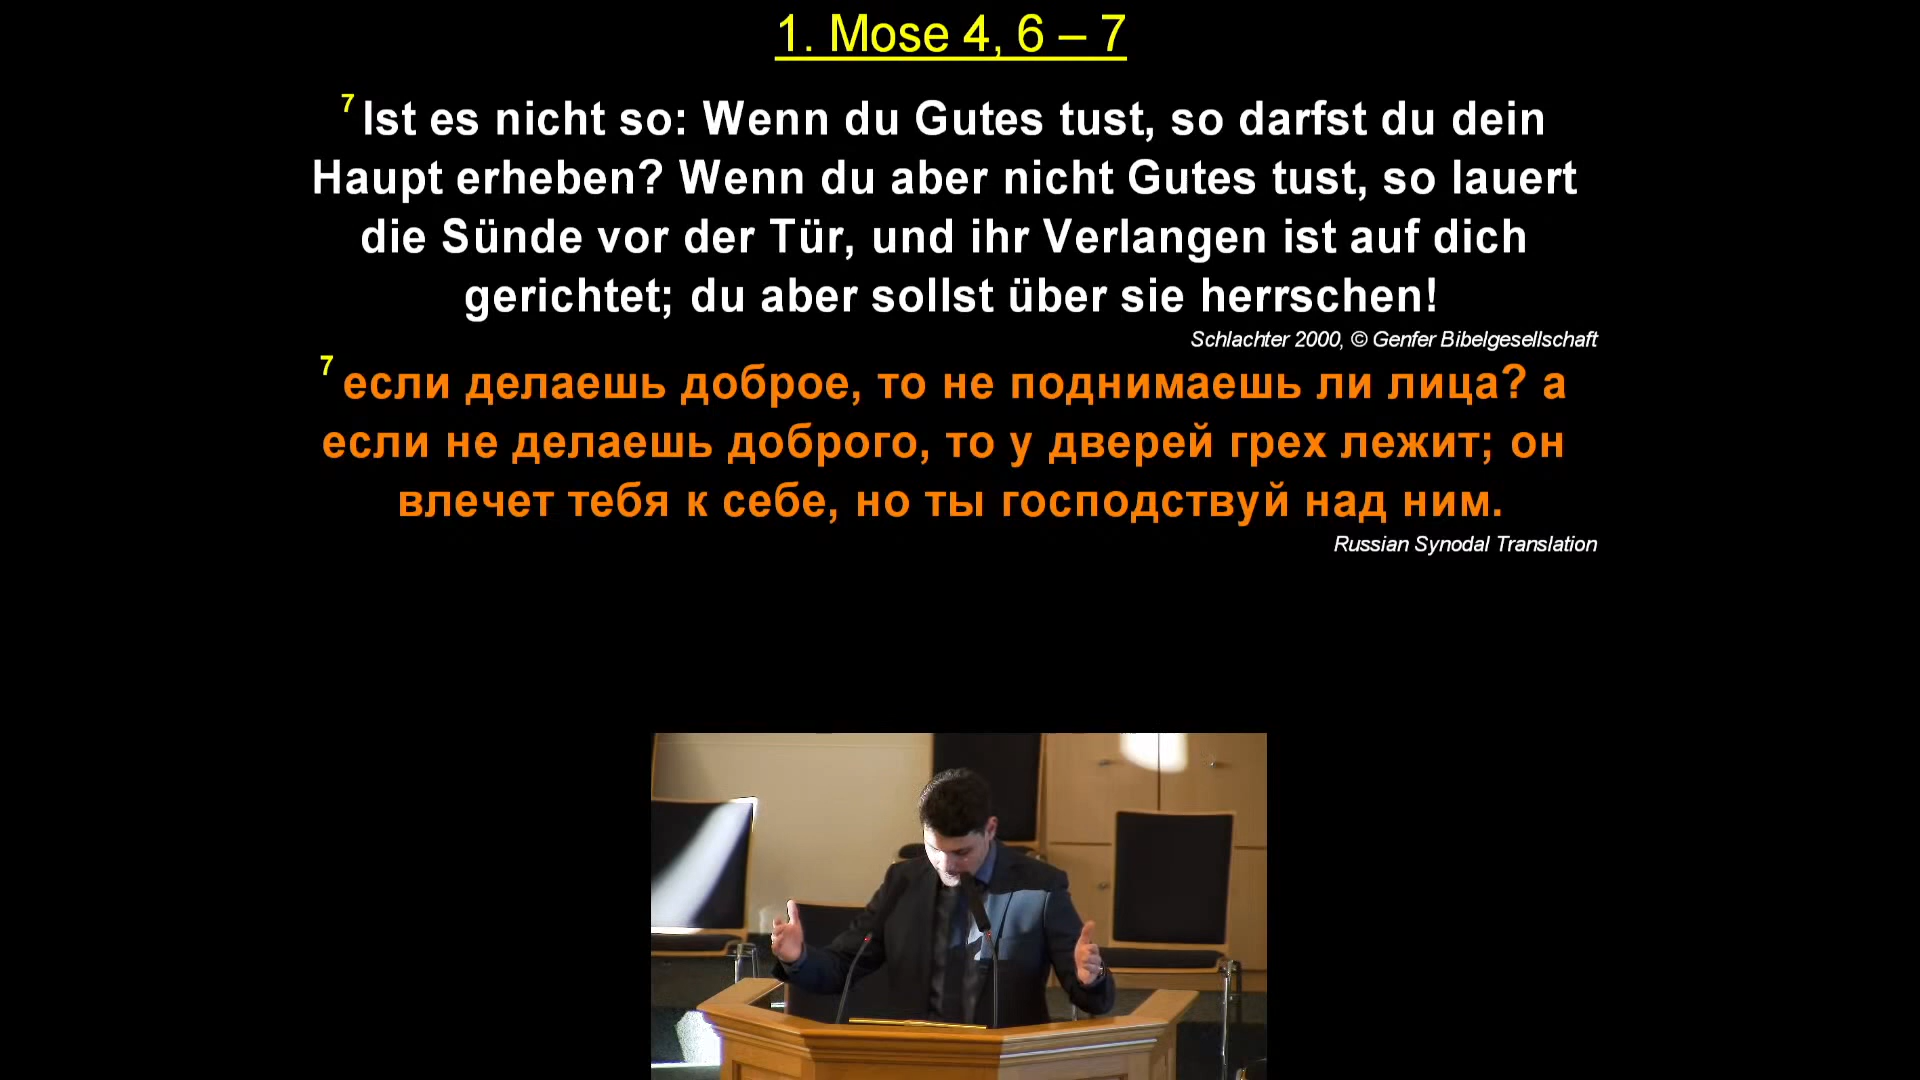 1. Mose 4, 6 – 7
7 Ist es nicht so: Wenn du Gutes tust, so darfst du dein
Haupt erheben? Wenn du aber nicht Gutes tust, so lauert
die Sünde vor der Tür, und ihr Verlangen ist auf dich
gerichtet; du aber sollst über sie herrschen!
Schlachter 2000, © Genfer Bibelgesellschaft
7 если делаешь доброе, то не поднимаешь ли лица? а
если не делаешь доброго, то у дверей грех лежит; он
влечет тебя к себе, но ты господствуй над ним.
Russian Synodal Translation